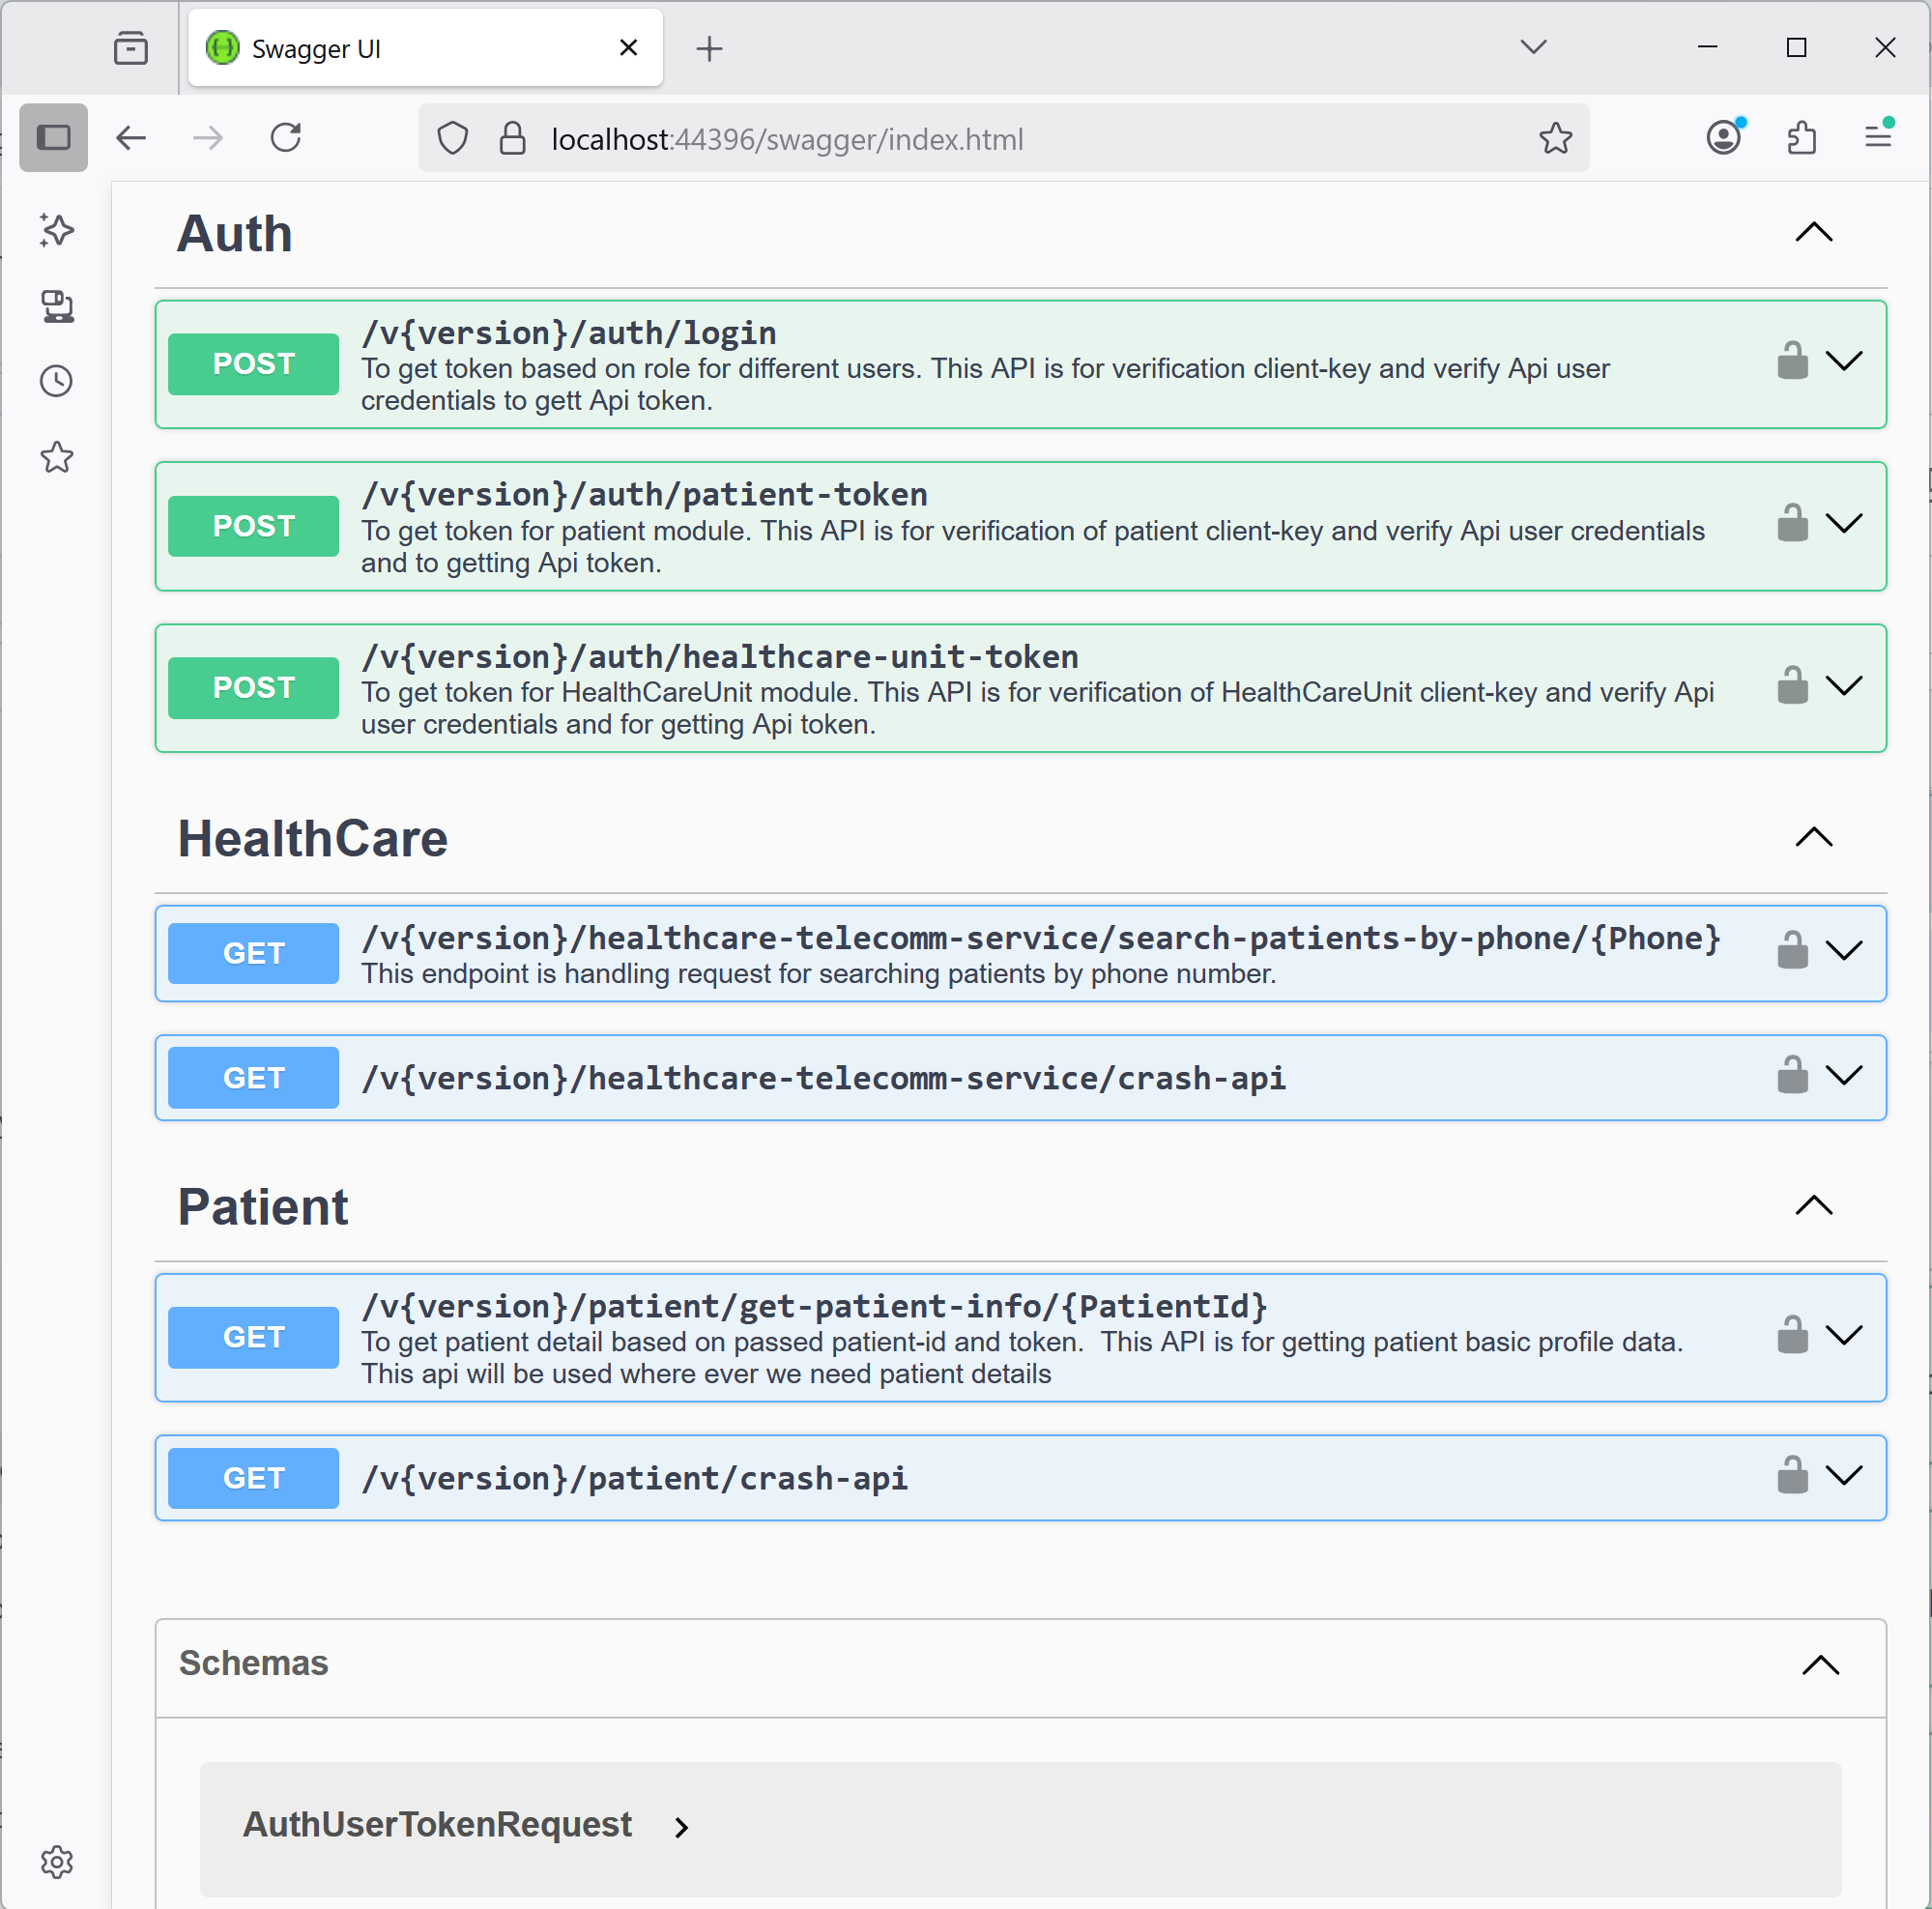 Swagger UI
localhost:44396/swagger/index.html
Auth
POST
/v{version}/auth/login
To get token based on role for different users. This API is for verification client-key and verify Api user
credentials to gett Api token.
POST
/v{version}/auth/patient-token
To get token for patient module. This API is for verification of patient client-key and verify Api user credentials
and to getting Api token.
POST
/v{version}/auth/healthcare-unit-token
To get token for HealthCareUnit module. This API is for verification of HealthCareUnit client-key and verify Api
user credentials and for getting Api token.
HealthCare
GET
/v{version}/healthcare-telecomm-service/search-patients-by-phone/{Phone}
This endpoint is handling request for searching patients by phone number.
GET
/v{version}/healthcare-telecomm-service/crash-api
Patient
GET
/v{version}/patient/get-patient-info/{PatientId}
To get patient detail based on passed patient-id and token.  This API is for getting patient basic profile data.
This api will be used where ever we need patient details
GET
/v{version}/patient/crash-api
Schemas
AuthUserTokenRequest